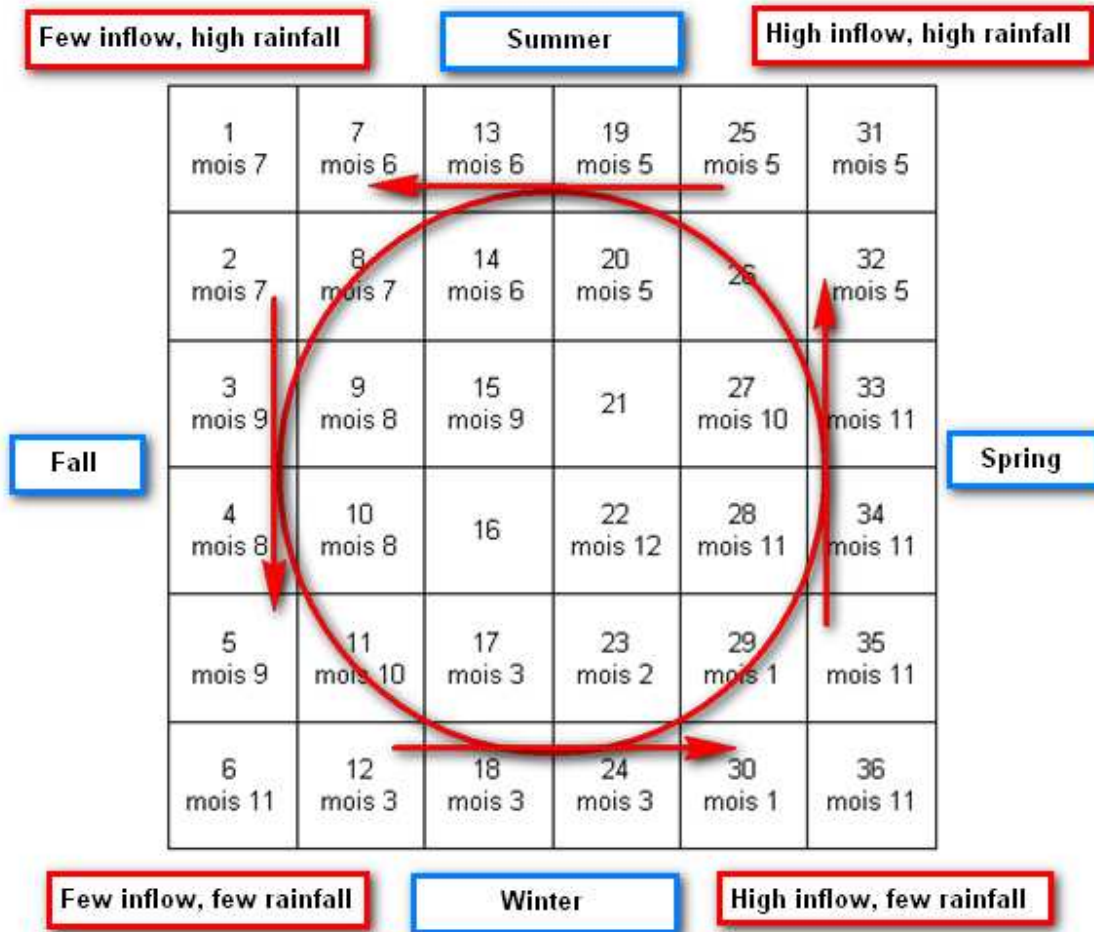 Few inflow, high rainfall
Summer
High inflow, high rainfall
1
mois 7
7
mois 6
13
mois 6
19
mois 5
25
mois 5
31
mois 5
2
mois 7
8
mois 7
14
mois 6
20
mois 5
26
32
mois 5
3
mois 9
9
mois 8
15
mois 9
21
27
mois 10
33
mois 11
Fall
Spring
4
mois 8
10
mois 8
16
22
mois 12
28
mois 11
34
mois 11
5
mois 9
11
mois 10
17
mois 3
23
mois 2
29
mois 1
35
mois 11
6
mois 11
12
mois 3
18
mois 3
24
mois 3
30
mois 1
36
mois 11
Few inflow, few rainfall
Winter
High inflow, few rainfall